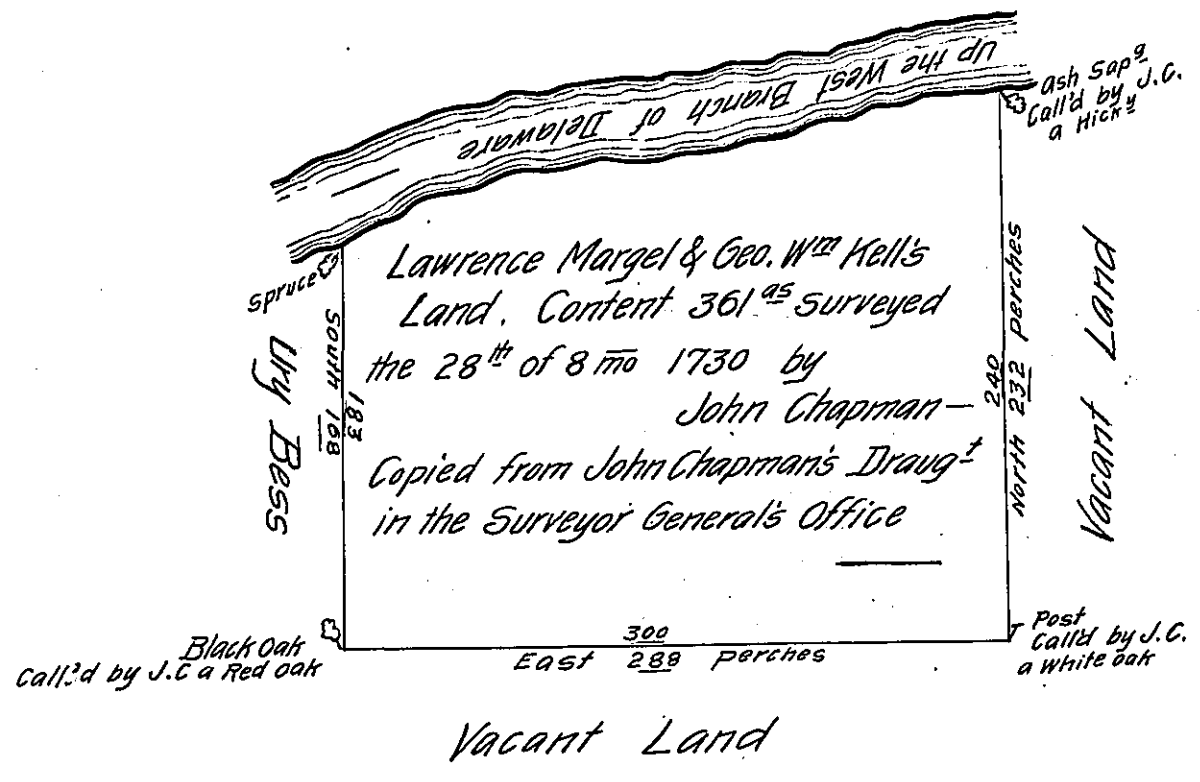 Up the West Branch of Delaware
Ash Sapg
Call'd by J.C.
a Hicky
Spruce
Lawrence Margel & Geo. Wm Kell's
Land. Content 361as Surveyed
the 28th of 8 mo 1730 by
John Chapman—
Copied from John Chapman's Draugt
in the Surveyor General's Office
South 168
183
Ury Bess
240
North 232 Perches
Vacant Land
Black Oak
Call'd by J.C a Red Oak
300
East 288 perches
Post
Call'd by J.C.
a White oak
Vacant Land